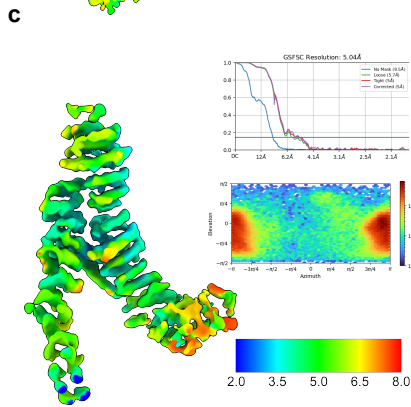 c
GSFSC Resolution: 5.04Å
No Mask (8.5Å)
Loose (5.7Å)
Tight (5Å)
Corrected (5Å)
1.0
0.8
0.6
0.4
0.2
0.0
DC 12Å 6.2Å 4.1Å 3.1Å 2.5Å 2.1Å
π/2
π/4
0
−π/4
−π/2
Elevation
−π −3π/4 −π/2 −π/4 0 π/4 π/2 3π/4 π
Azimuth
2.0 3.5 5.0 6.5 8.0